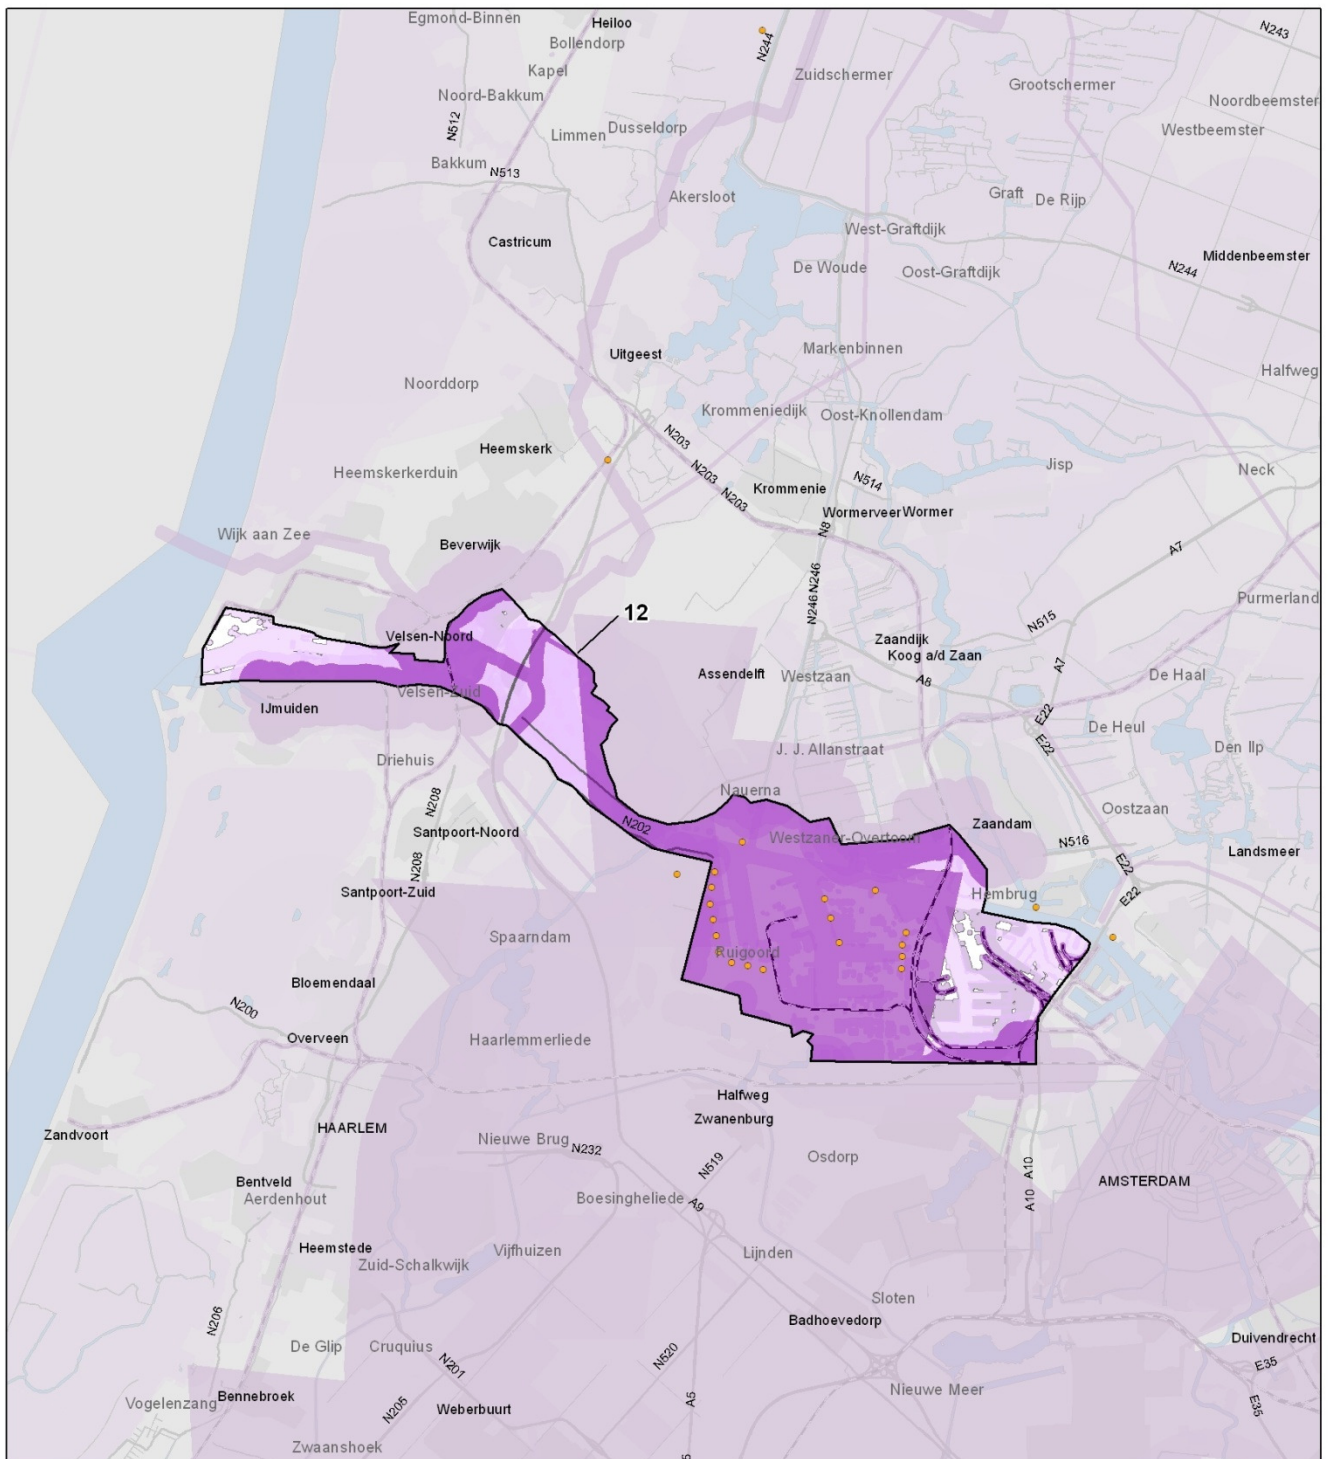 Egmond-Binnen
Heiloo
Bollendorp
Kapel
N244
N243
Zuidschermer
Grootschermer
Noord-Bakkum
N512
Limmen
Dusseldorp
Noordbeemster
Westbeemster
Bakkum
N513
Akersloot
Graft
De Rijp
Castricum
West-Graftdijk
De Woude
Oost-Graftdijk
Middenbeemster
N244
Uitgeest
Markenbinnen
Halfweg
Noorddorp
Krommeniedijk
Oost-Knollendam
N203
Heemskerk
Heemskerkerduin
N203
N203
Krommenie
N514
Jisp
Neck
Wormerveer
Wormer
N8
Wijk aan Zee
Beverwijk
A7
N246
N246
Purmerland
12
Velsen-Noord
Zaandijk
Koog a/d Zaan
N515
A7
Assendelft
Westzaan
A8
De Haal
Velsen-Zuid
IJmuiden
E22
E22
De Heul
Den Ilp
J. J. Allanstraat
Driehuis
Nauerna
N208
N202
Oostzaan
Santpoort-Noord
Westzaner-Overtoom
Zaandam
N516
Landsmeer
N208
E22
E22
Santpoort-Zuid
Hembrug
Spaarndam
Ruigoord
Bloemendaal
N200
Overveen
Haarlemmerliede
Halfweg
Zwanenburg
Zandvoort
HAARLEM
Nieuwe Brug
N232
N519
Osdorp
A10
A10
AMSTERDAM
Bentveld
Aerdenhout
Boesingheliede
A9
Heemstede
Zuid-Schalkwijk
Vijfhuizen
Lijnden
N206
Sloten
Badhoevedorp
De Glip
Cruquius
N201
N520
Duivendrecht
E35
E35
Vogelenzang
Bennebroek
N205
Weberbuurt
A5
Nieuwe Meer
Zwaanshoek